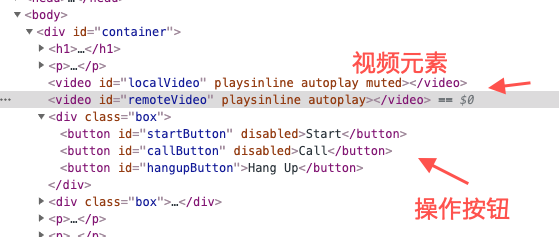 <head>…</head>
▼<body>
▼<div id="container">
▶<h1>…</h1>
▶<p>…</p>
视频元素
<video id="localVideo" playsinline autoplay muted></video>
··· <video id="remoteVideo" playsinline autoplay></video> == $0
▼<div class="box">
<button id="startButton" disabled>Start</button>
<button id="callButton" disabled>Call</button>
<button id="hangupButton">Hang Up</button>
</div>
操作按钮
▶<div class="box">…</div>
▶<p>…</p>
▶<p>…</p>